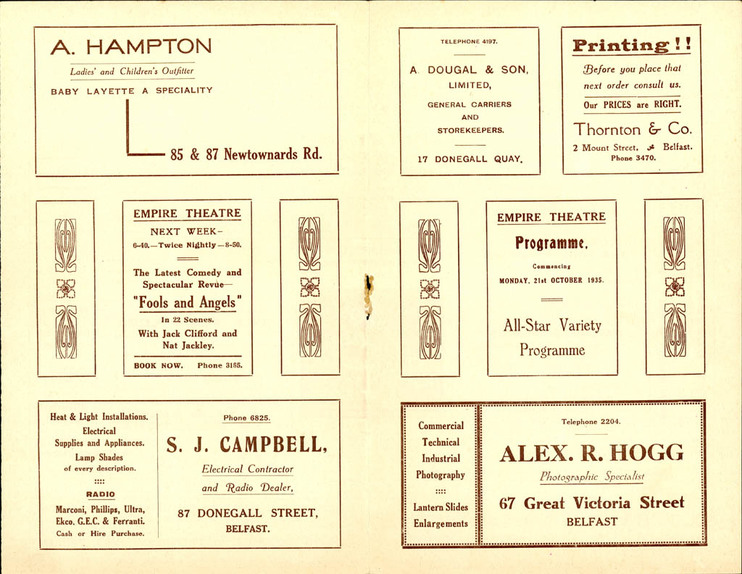 A. HAMPTON
Ladies' and Children's Outfitter
BABY LAYETTE A SPECIALITY
85 & 87 Newtownards Rd.
EMPIRE THEATRE
NEXT WEEK—
6-40.—Twice Nightly—8-50.
The Latest Comedy and
Spectacular Revue—
"Fools and Angels"
In 22 Scenes.
With Jack Clifford and
Nat Jackley.
BOOK NOW. Phone 3155.
Heat & Light Installations.
Electrical
Supplies and Appliances.
Lamp Shades
of every description.
::::
RADIO
Marconi, Phillips, Ultra,
Ekco, G.E.C. & Ferranti.
Cash or Hire Purchase.
Phone 6825.
S. J. CAMPBELL,
Electrical Contractor
and Radio Dealer,
87 DONEGALL STREET,
BELFAST.
TELEPHONE 4197.
A. DOUGAL & SON,
LIMITED,
GENERAL CARRIERS
AND
STOREKEEPERS.
17 DONEGALL QUAY.
Printing!!
Before you place that
next order consult us.
Our PRICES are RIGHT.
Thornton & Co.
2 Mount Street, Belfast.
Phone 3470.
EMPIRE THEATRE
Programme.
Commencing
MONDAY, 21st OCTOBER 1935.
All-Star Variety
Programme
Commercial
Technical
Industrial
Photography
::::
Lantern Slides
Enlargements
Telephone 2204.
ALEX. R. HOGG
Photographic Specialist
67 Great Victoria Street
BELFAST